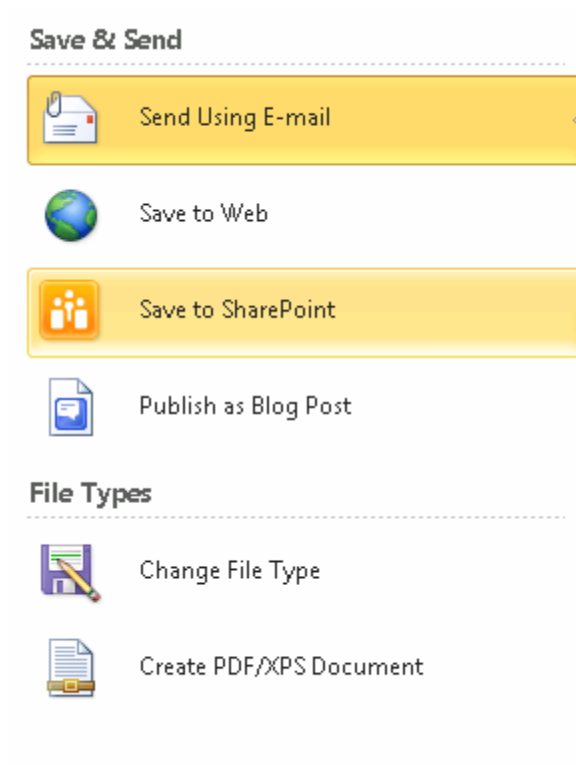 Save & Send
Send Using E-mail
Save to Web
Save to SharePoint
Publish as Blog Post
File Types
Change File Type
Create PDF/XPS Document